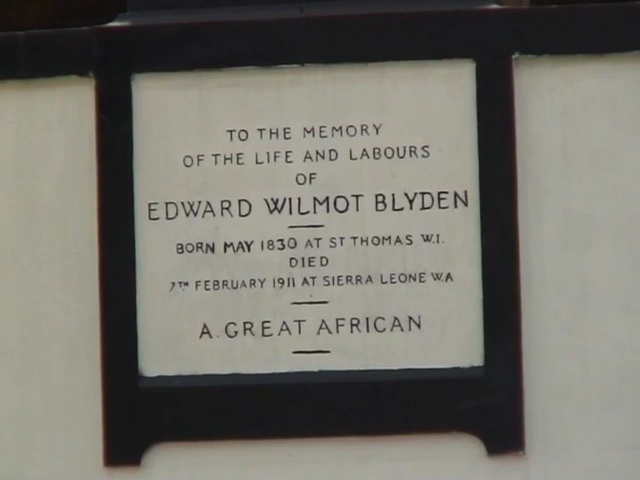 TO THE MEMORY
OF THE LIFE AND LABOURS
OF
EDWARD WILMOT BLYDEN
BORN MAY 1830 AT ST THOMAS W.I.
DIED
7TH FEBRUARY 1911 AT SIERRA LEONE W.A
A. GREAT AFRICAN